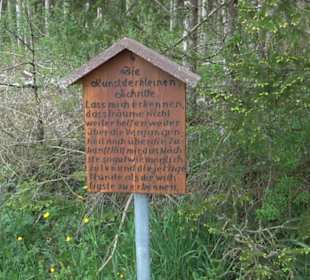 Die
Kunst der kleinen
Schritte
Lass mich erkennen,
dass träume nicht
weiter helfen, weder
über die Vergangen
heit noch über die Zu
kunft. Hilf mir, das Näch
ste so gut wie möglich
zu tun und die jetzige
Stunde als die wich
tigste zu erkennen.